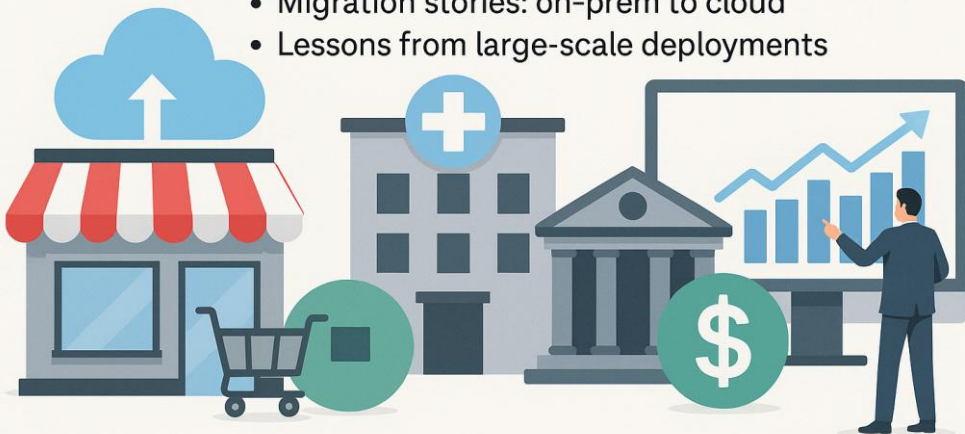 • Migration stories: on-prem to cloud
• Lessons from large-scale deployments
$